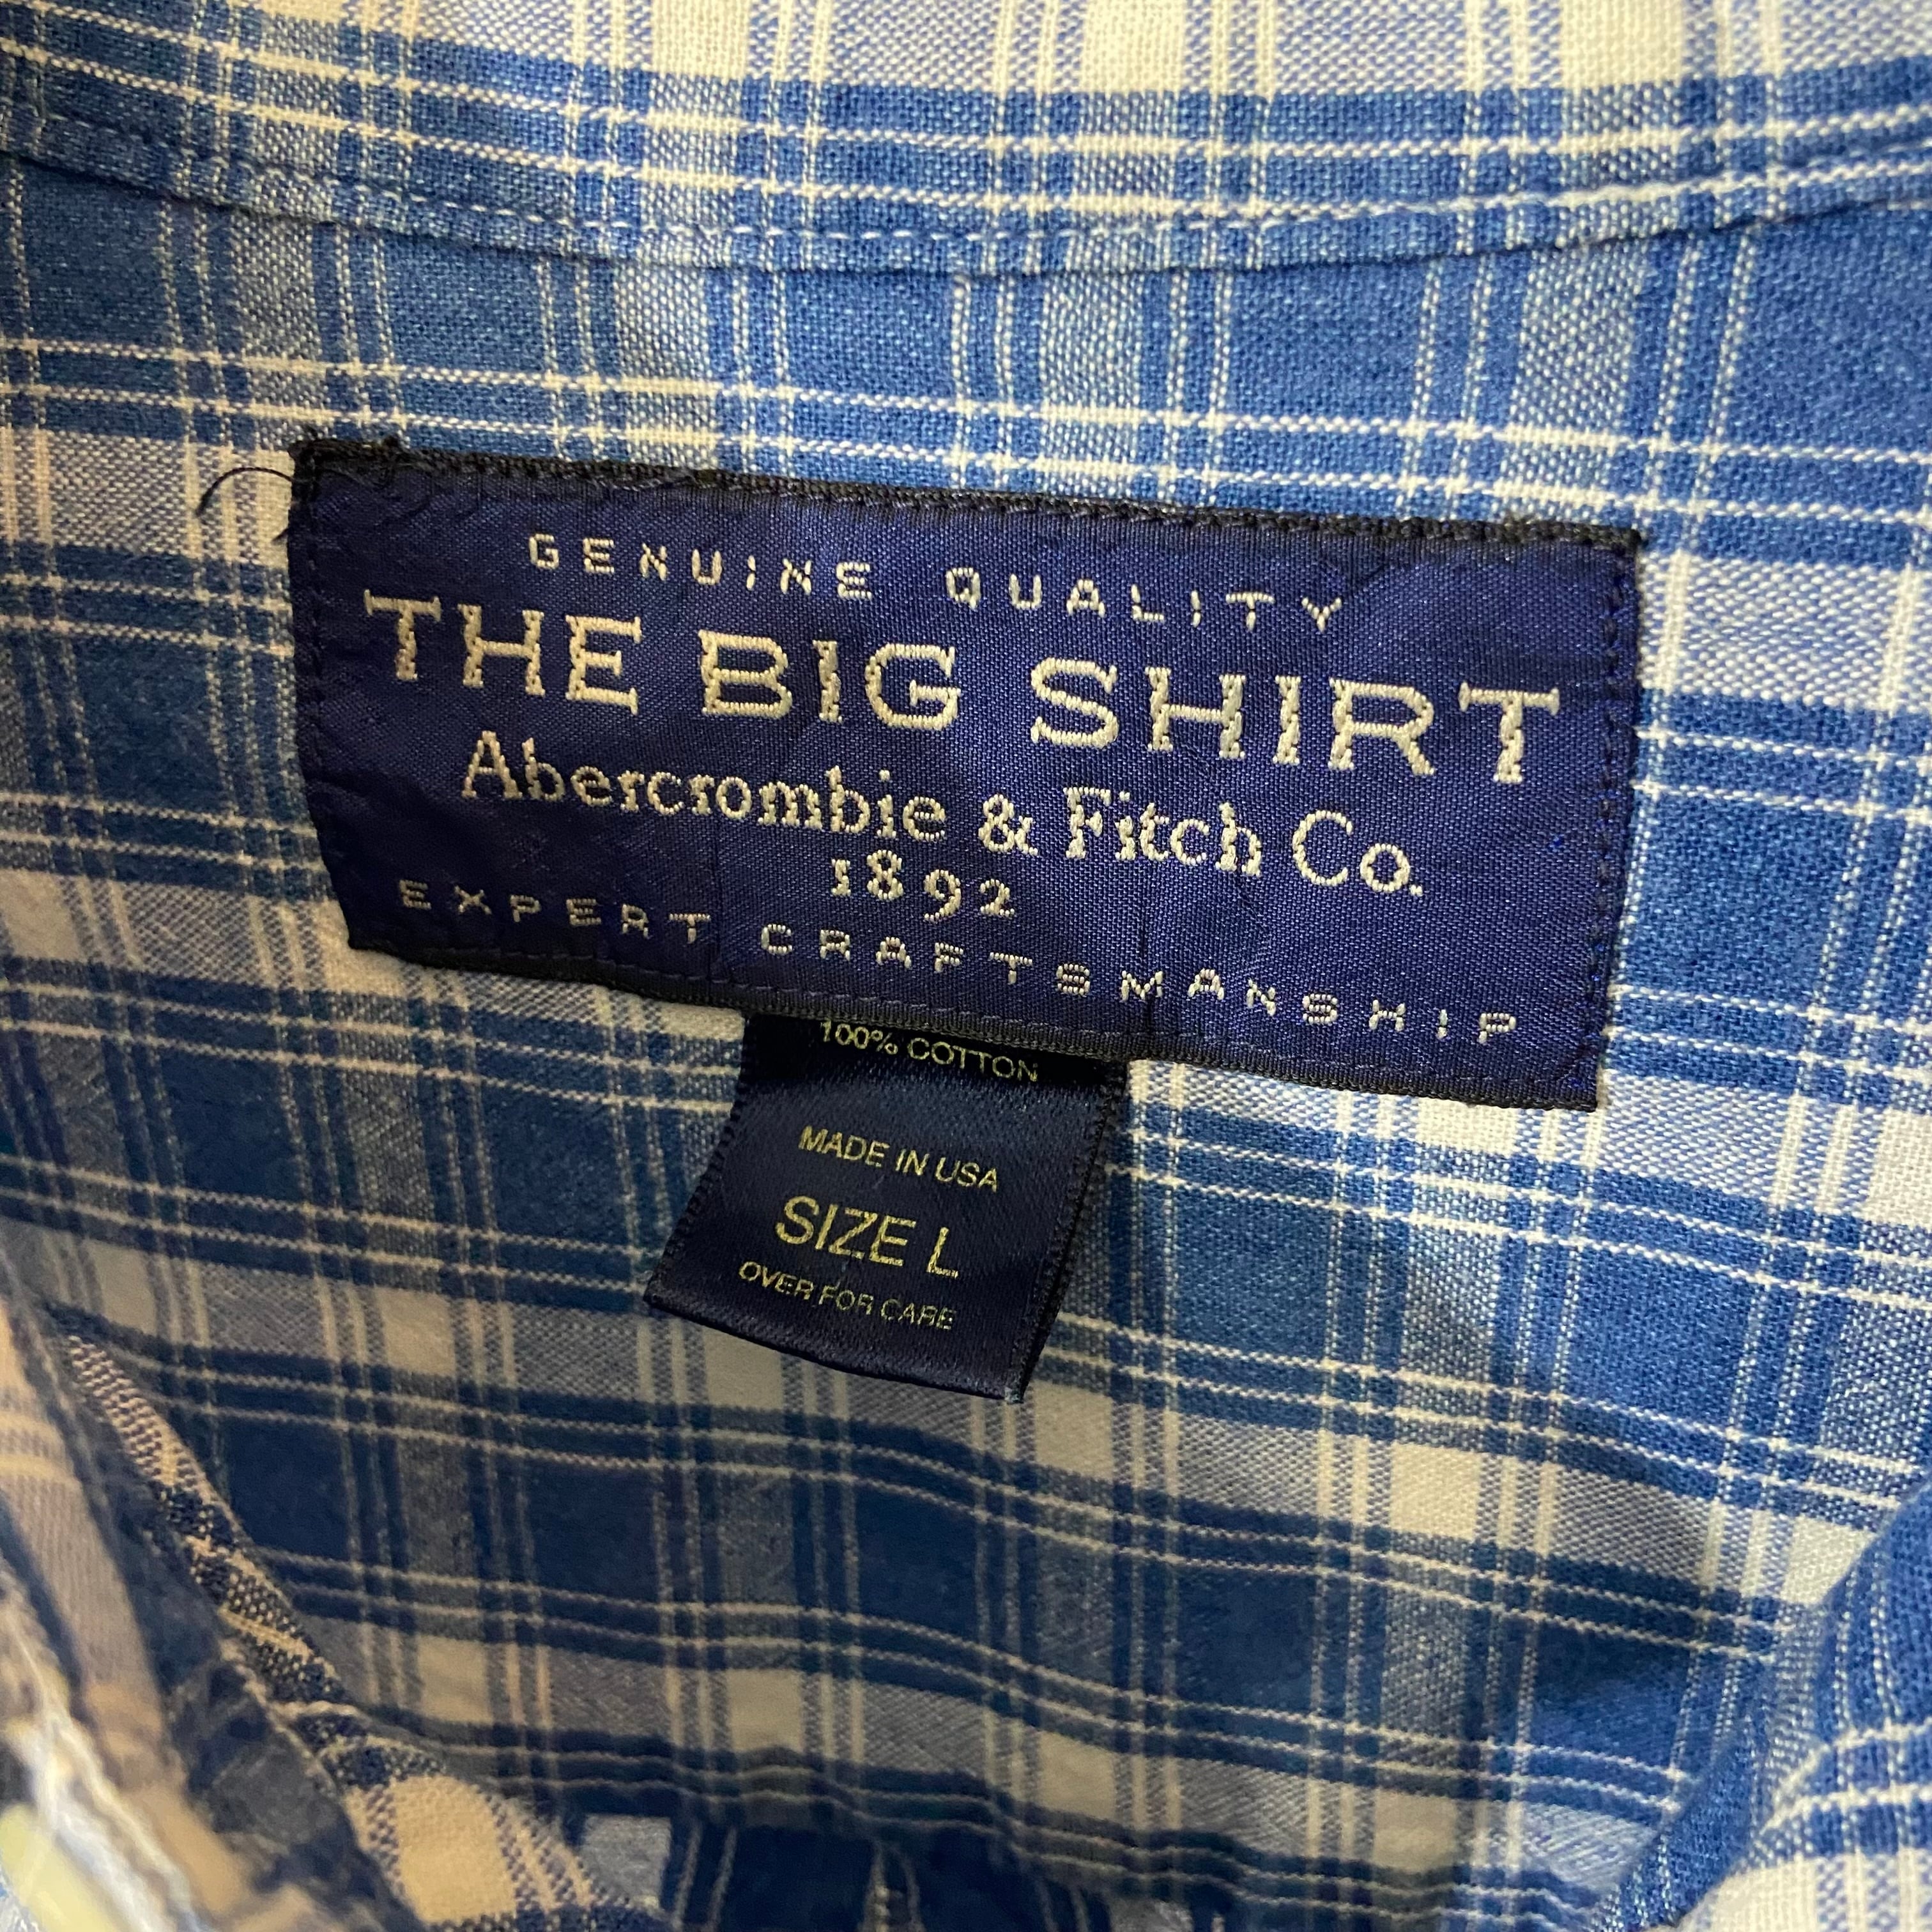 GENUINE QUALITY
THE BIG SHIRT
Abercrombie & Fitch Co.
1892
EXPERT CRAFTSMANSHIP
100% COTTON
MADE IN USA
SIZE L
OVER FOR CARE